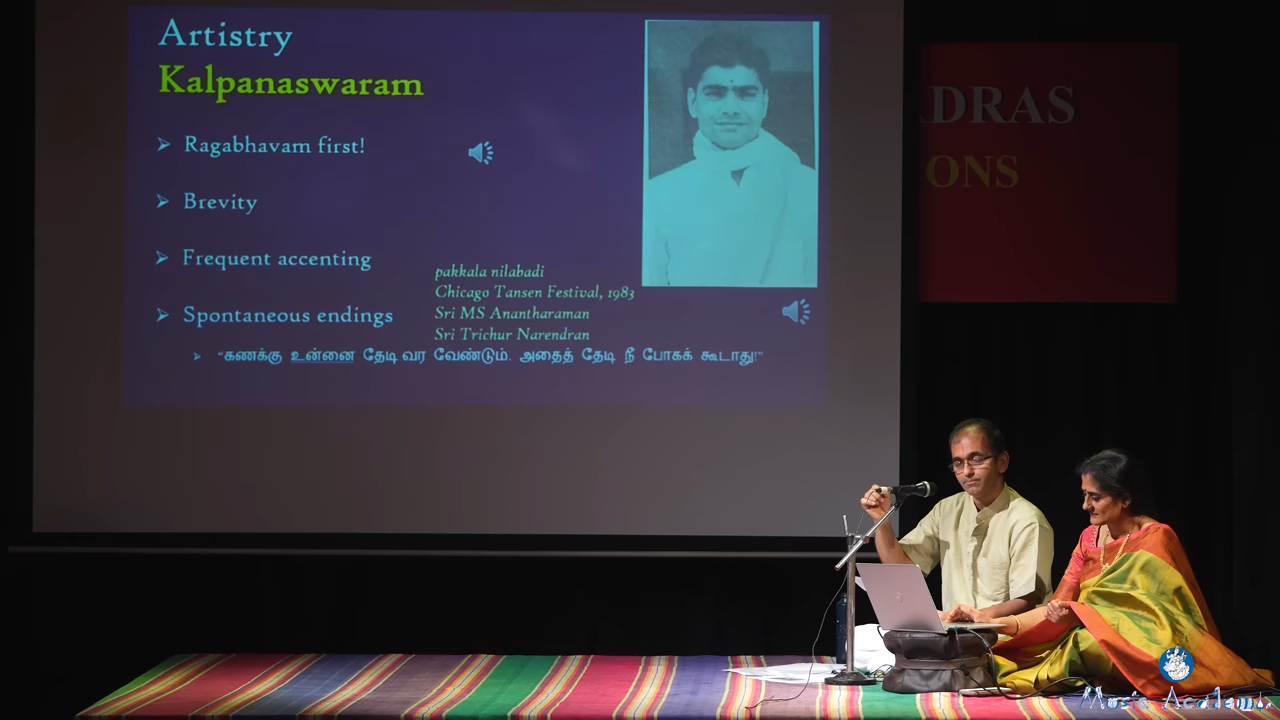 Artistry
Kalpanaswaram
Ragabhavam first!
Brevity
Frequent accenting
Spontaneous endings
pakkala nilabadi
Chicago Tansen Festival, 1983
Sri MS Anantharaman
Sri Trichur Narendran
“கணக்கு உன்னை தேடி வர வேண்டும். அதைத் தேடி நீ போகக் கூடாது!”
DRAS
ONS
Music Academy